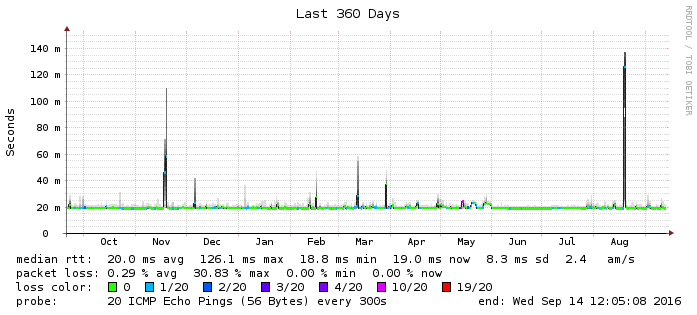 Last 360 Days
RRDTOOL / TOBI OETIKER
Seconds
140 m
120 m
100 m
80 m
60 m
40 m
20 m
0
Oct Nov Dec Jan Feb Mar Apr May Jun Jul Aug
median rtt: 20.0 ms avg 126.1 ms max 18.8 ms min 19.0 ms now 8.3 ms sd 2.4 am/s
packet loss: 0.29 % avg 30.83 % max 0.00 % min 0.00 % now
loss color: 0 1/20 2/20 3/20 4/20 10/20 19/20
probe: 20 ICMP Echo Pings (56 Bytes) every 300s end: Wed Sep 14 12:05:08 2016